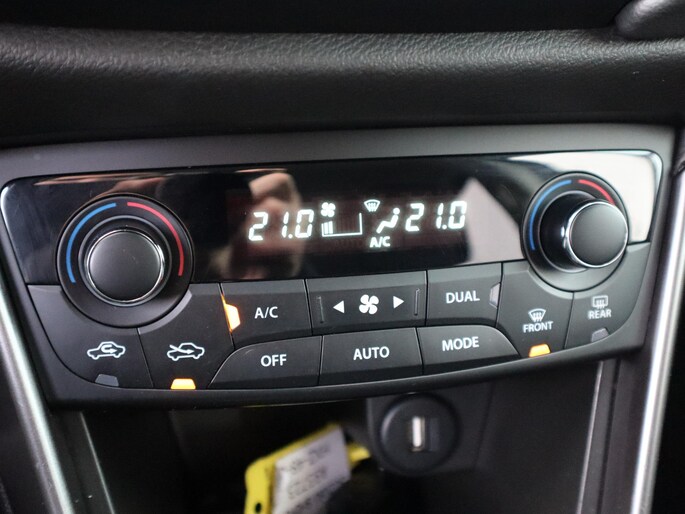 21.0 21.0
A/C
A/C
DUAL
FRONT
REAR
OFF
AUTO
MODE